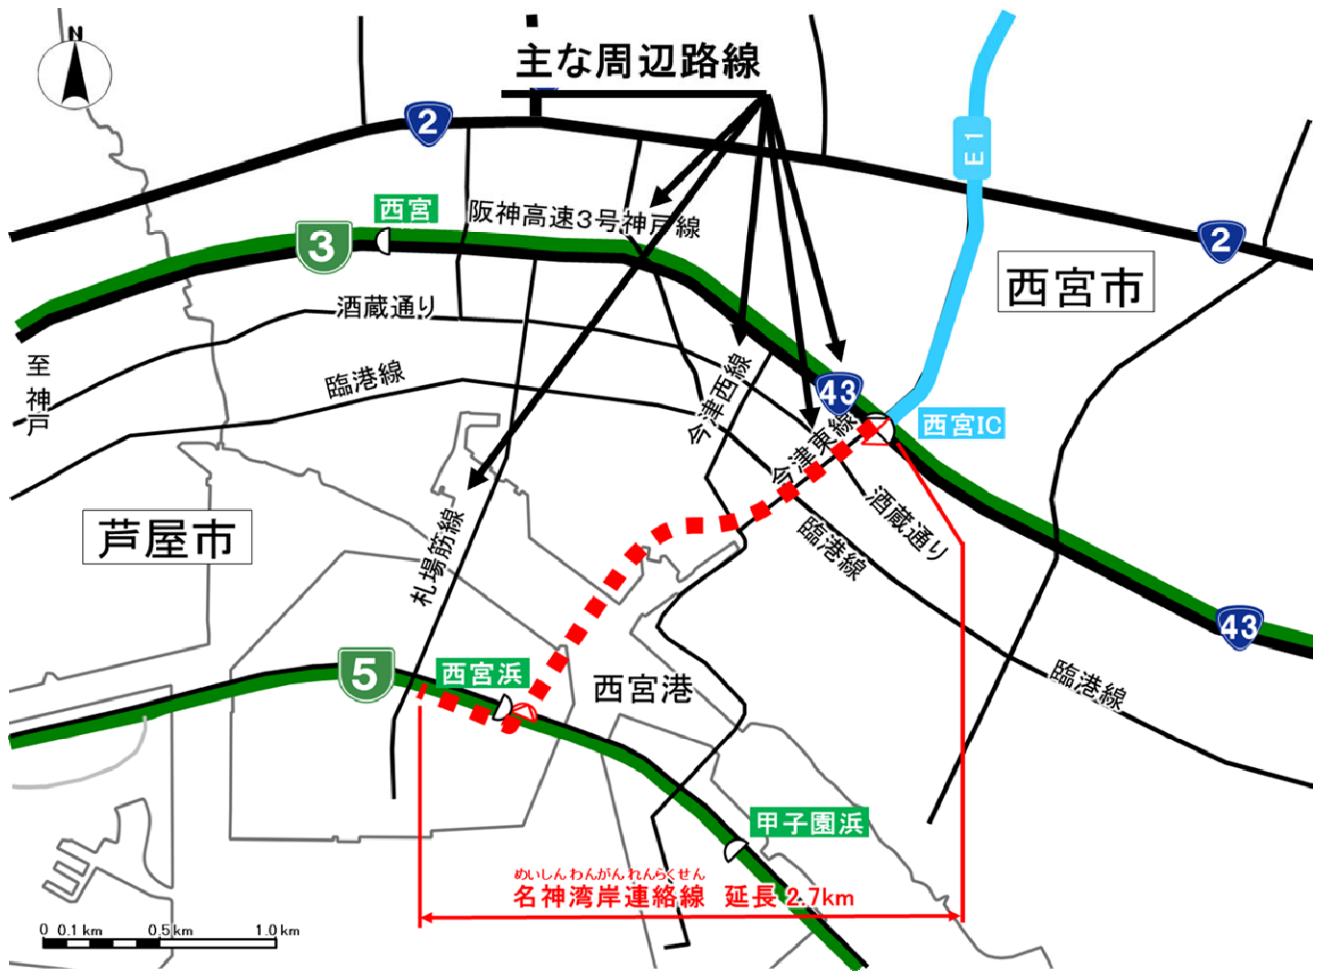 N
主な周辺路線
2
E1
西宮
阪神高速3号神戸線
3
2
西宮市
酒蔵通り
至
神戸
臨港線
今津西線
43
今津東線
西宮IC
芦屋市
札場筋線
酒蔵通り
臨港線
43
5
西宮浜
西宮港
臨港線
甲子園浜
めいしんわんがんれんらくせん
名神湾岸連絡線 延長 2.7km
0 0.1 km 0.5 km 1.0 km